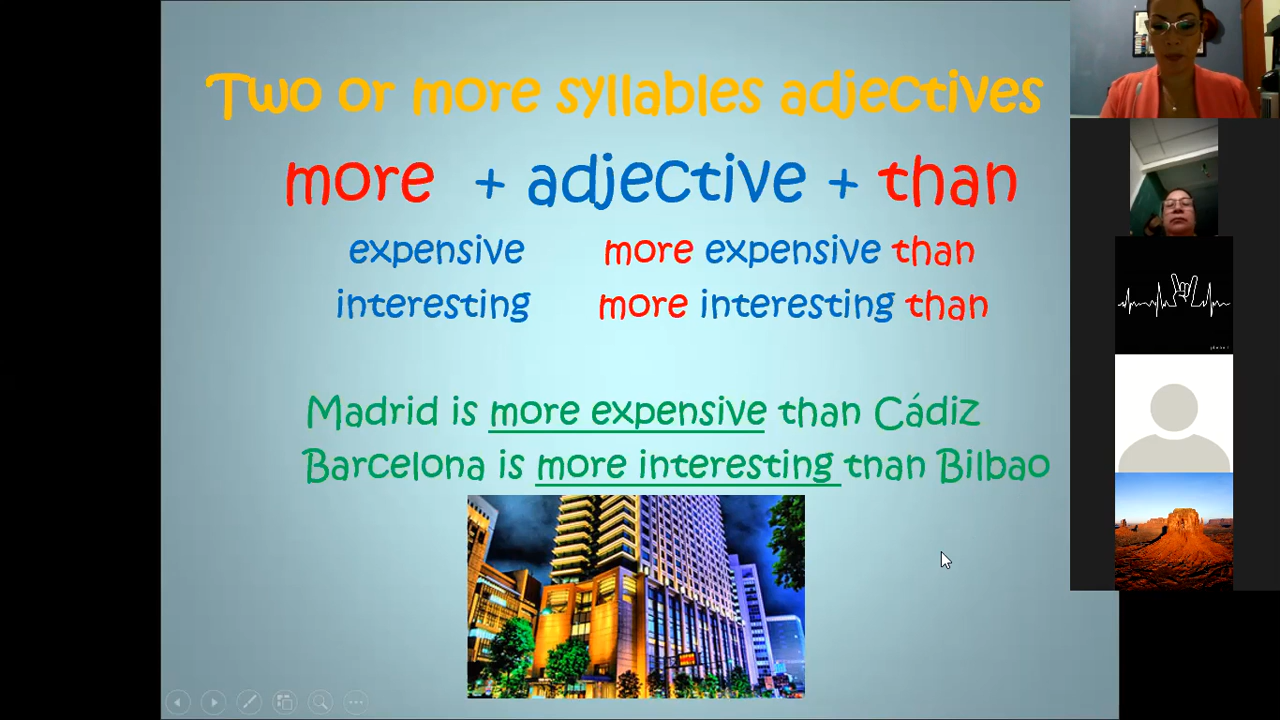 Two or more syllables adjectives
more + adjective + than
expensive more expensive than
interesting more interesting than
Madrid is more expensive than Cádiz
Barcelona is more interesting tnan Bilbao